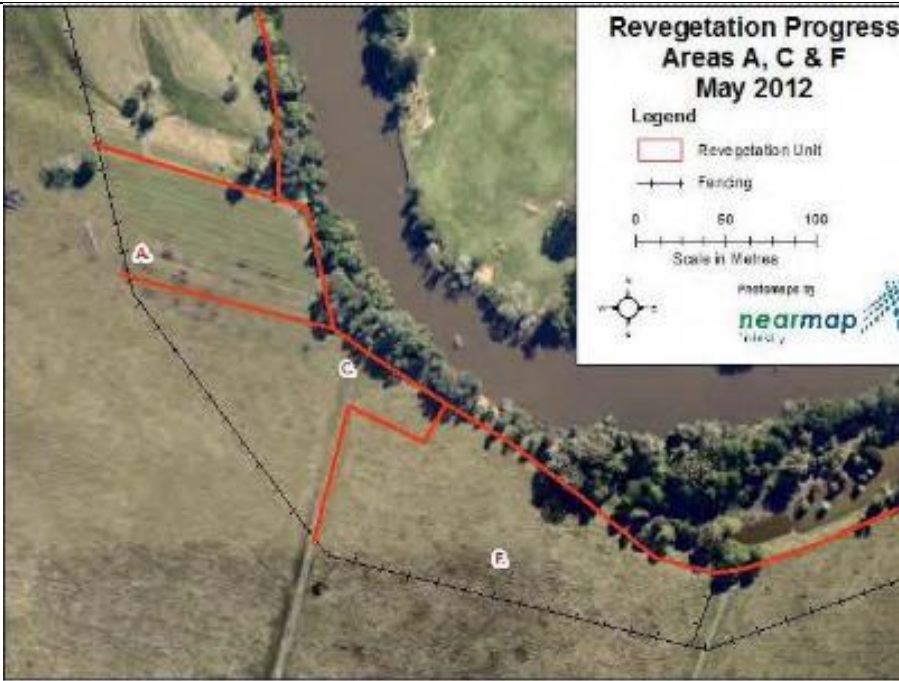 Revegetation Progress
Areas A, C & F
May 2012
Legend
Revegetation Unit
Fencing
0 50 100
Scale in Metres
N
W E
S
Photomaps by
nearmap
A.
C.
F.